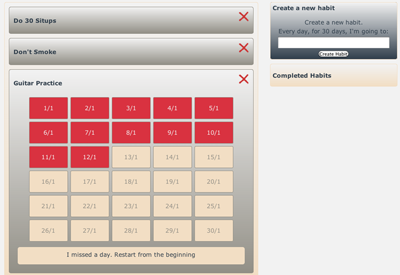 Do 30 Situps
Don't Smoke
Guitar Practice
1/1 2/1 3/1 4/1 5/1
6/1 7/1 8/1 9/1 10/1
11/1 12/1 13/1 14/1 15/1
16/1 17/1 18/1 19/1 20/1
21/1 22/1 23/1 24/1 25/1
26/1 27/1 28/1 29/1 30/1
I missed a day. Restart from the beginning
Create a new habit
Create a new habit.
Every day, for 30 days, I'm going to:
Create Habit
Completed Habits